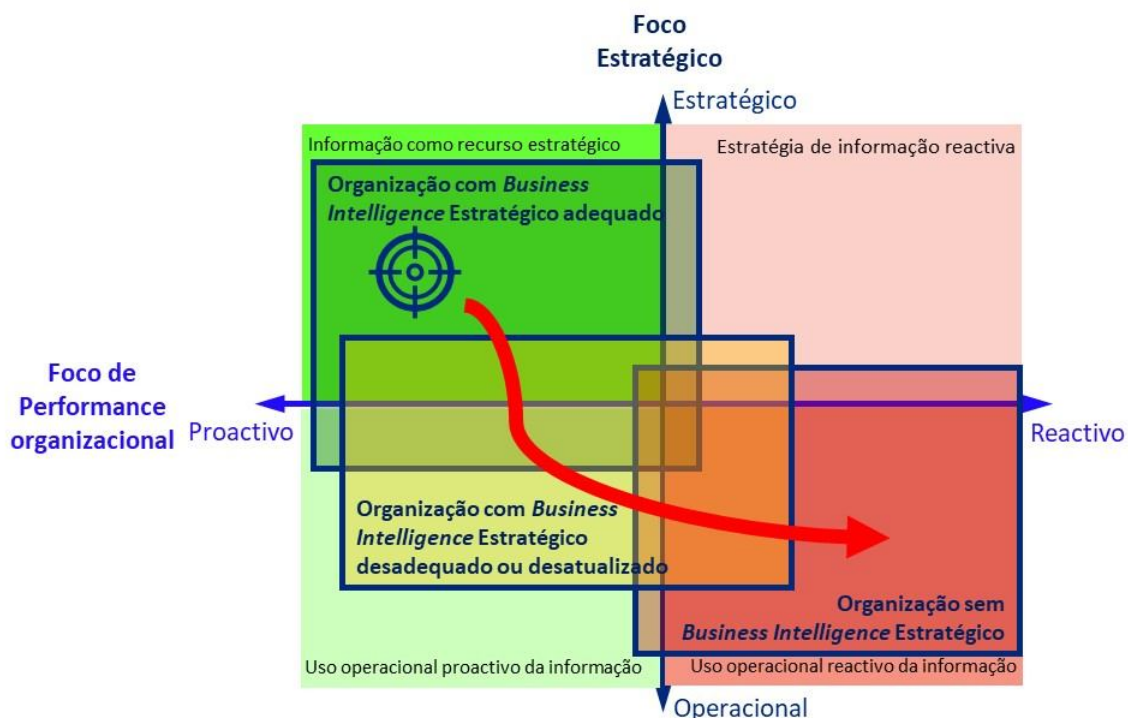 Foco
Estratégico
Estratégico
Informação como recurso estratégico
Estratégia de informação reactiva
Organização com Business
Intelligence Estratégico adequado
Foco de
Performance
organizacional
Proactivo
Reactivo
Organização com Business
Intelligence Estratégico
desadequado ou desatualizado
Organização sem
Business Intelligence Estratégico
Uso operacional proactivo da informação
Uso operacional reactivo da informação
Operacional